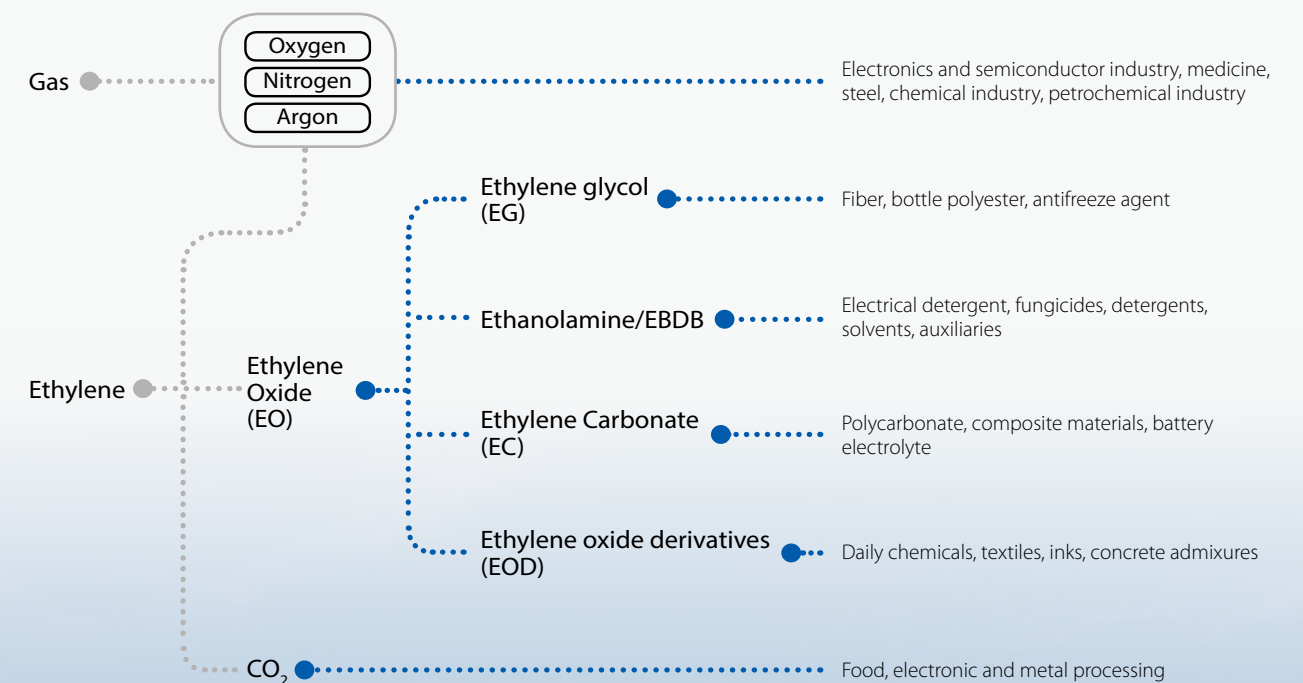 Oxygen
Gas
Nitrogen
Argon
Electronics and semiconductor industry, medicine,
steel, chemical industry, petrochemical industry
Ethylene glycol
(EG)
Fiber, bottle polyester, antifreeze agent
Ethanolamine/EBDB
Electrical detergent, fungicides, detergents,
solvents, auxiliaries
Ethylene
Ethylene
Oxide
(EO)
Ethylene Carbonate
(EC)
Polycarbonate, composite materials, battery
electrolyte
Ethylene oxide derivatives
(EOD)
Daily chemicals, textiles, inks, concrete admixures
CO₂
Food, electronic and metal processing